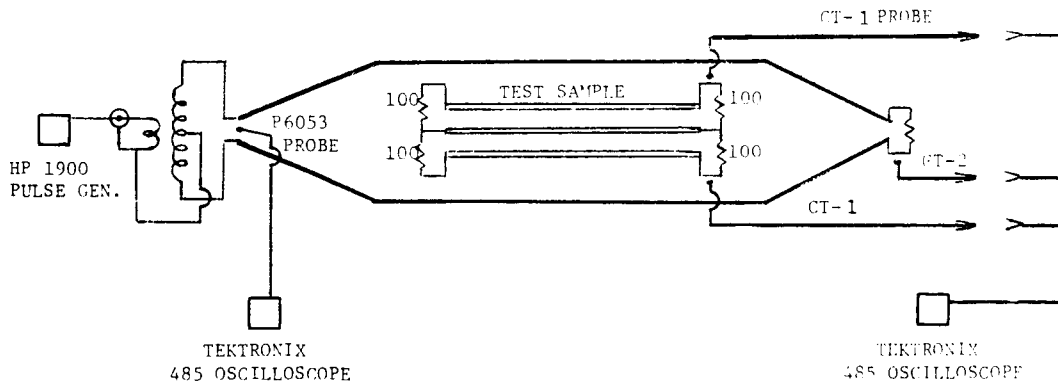 CT-1 PROBE
TEST SAMPLE
100
100
100
100
P6053
PROBE
HP 1900
PULSE GEN.
CT-2
CT-1
TEKTRONIX
485 OSCILLOSCOPE
TEKTRONIX
485 OSCILLOSCOPE